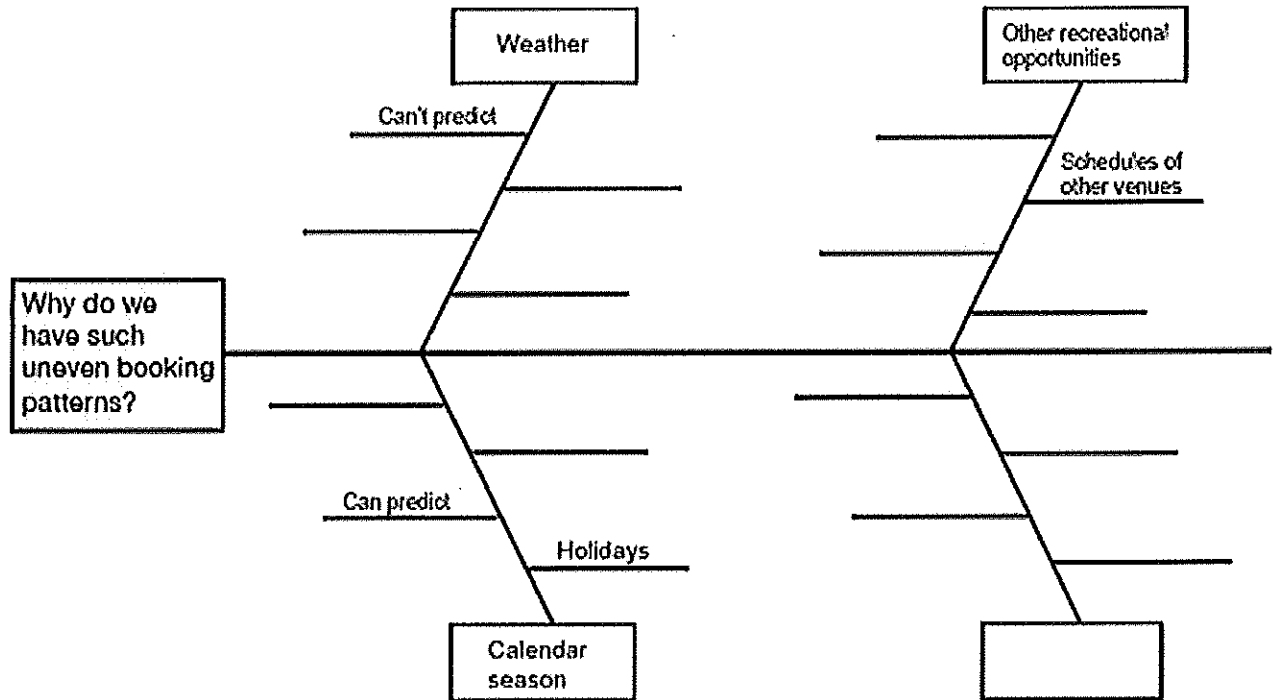 Weather
Other recreational
opportunities
Can't predict
Schedules of
other venues
Why do we
have such
uneven booking
patterns?
Can predict
Holidays
Calendar
season